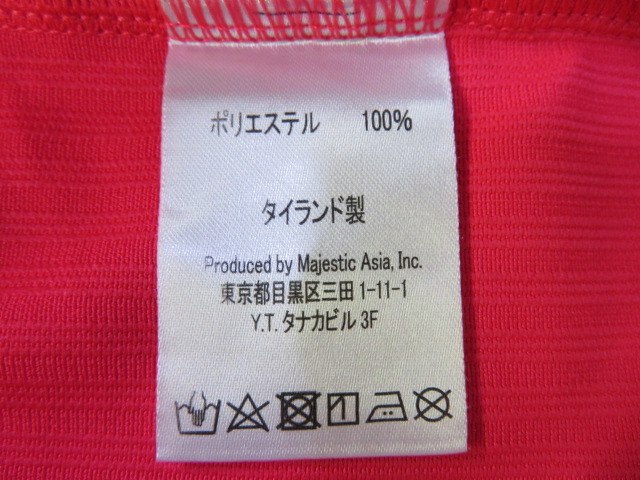 ポリエステル 100%
タイランド製
Produced by Majestic Asia, Inc.
東京都目黒区三田1-11-1
Y.T. タナカビル 3F